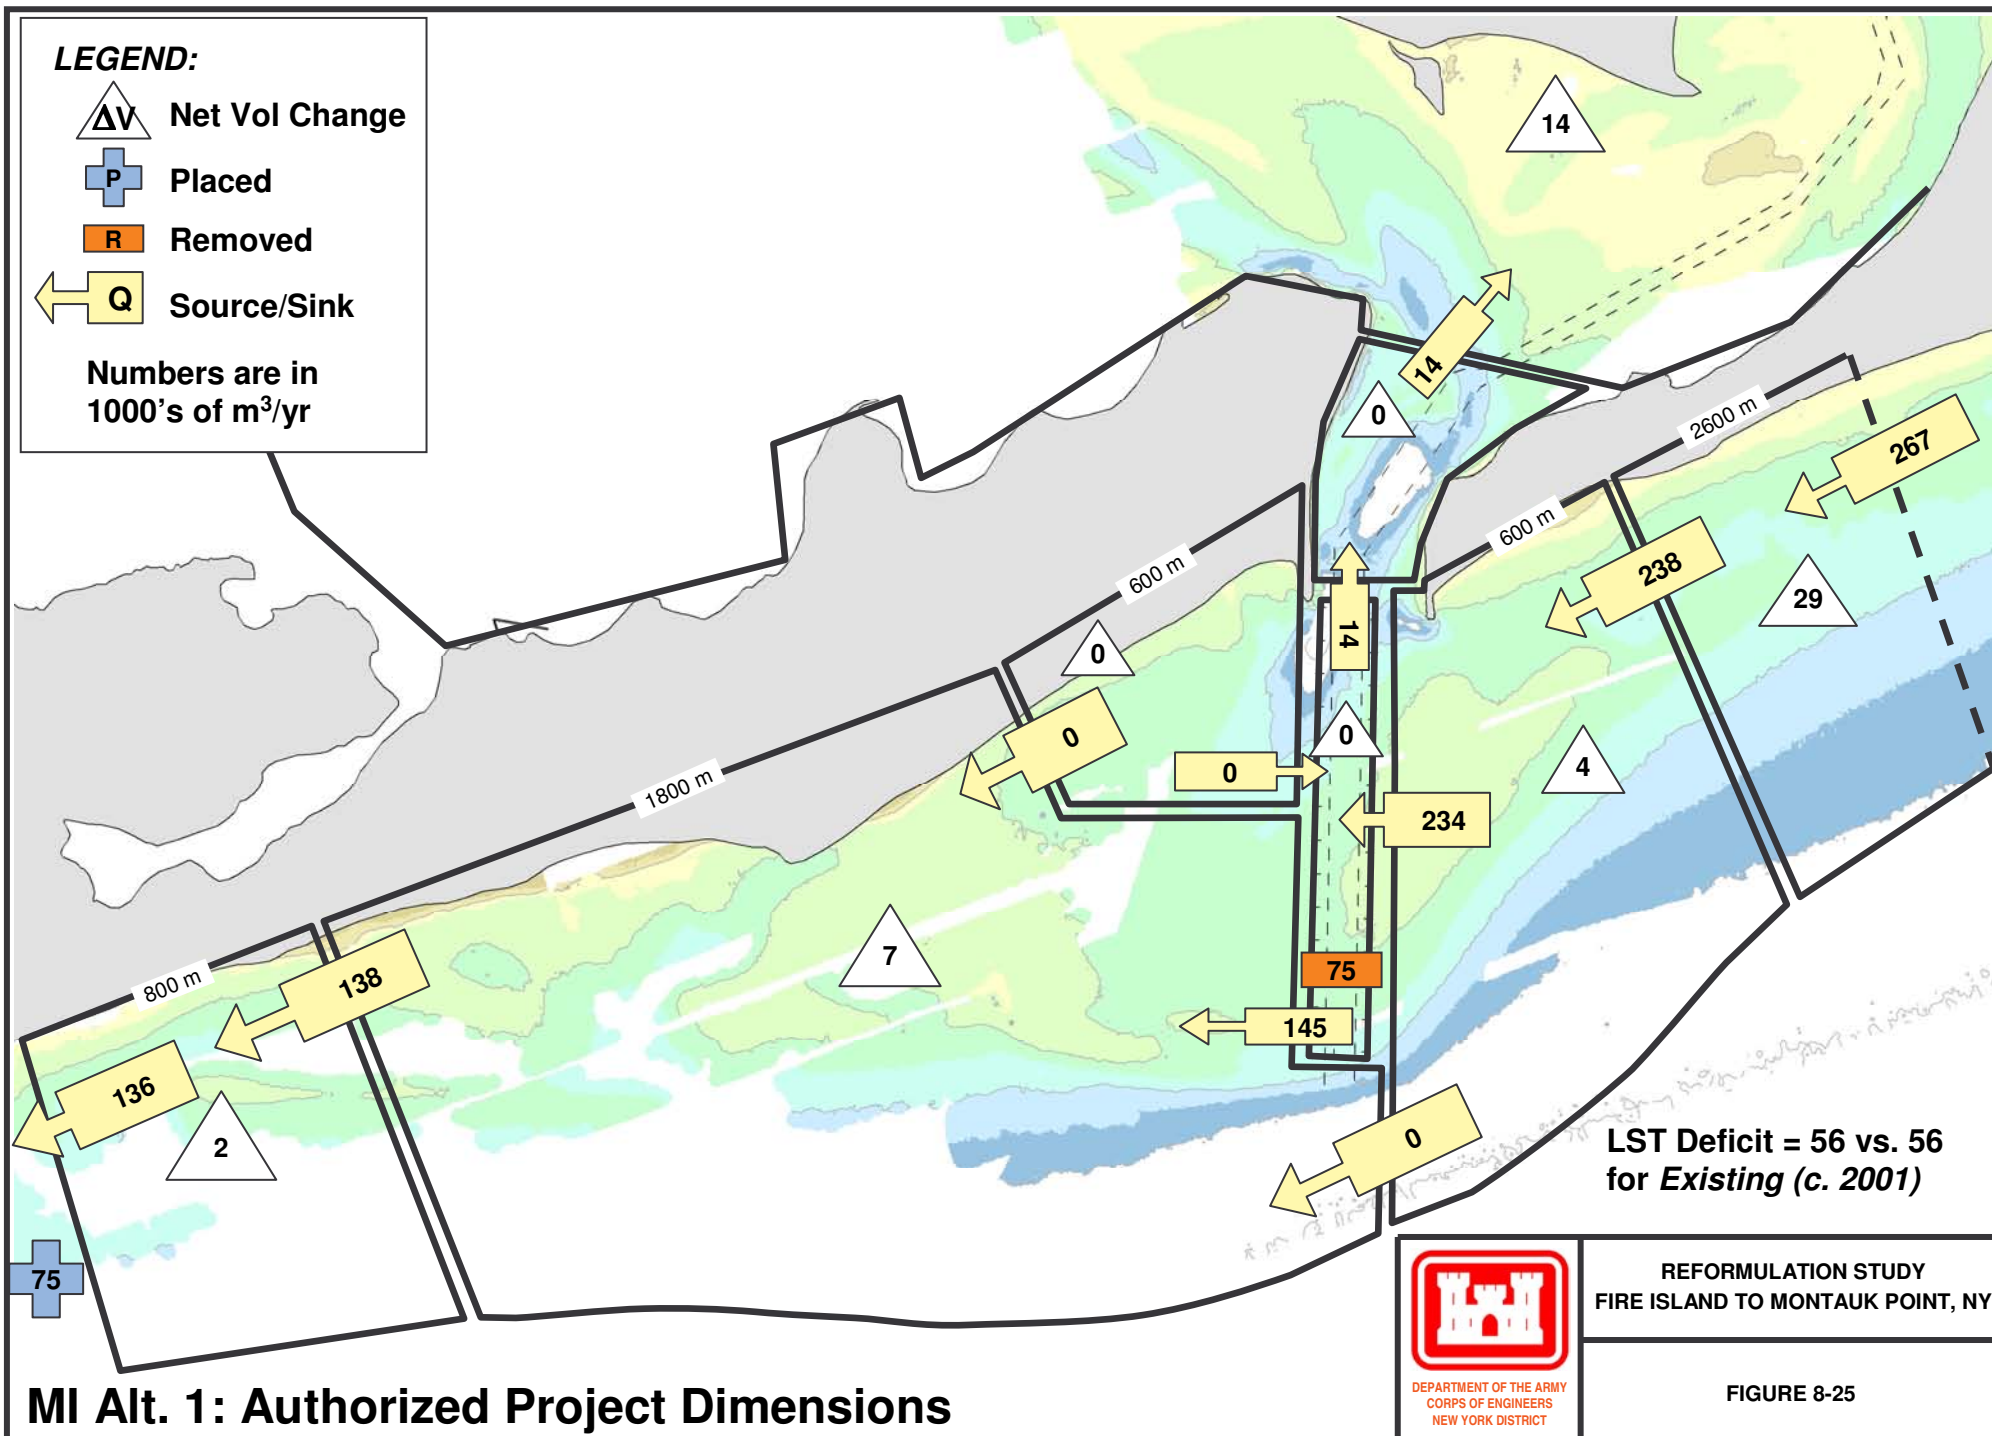 LEGEND:
ΔV Net Vol Change
P Placed
R Removed
Q Source/Sink
Numbers are in
1000's of m³/yr
14
14
0
2600 m
267
600 m
238
29
600 m
14
0
0
0
0
4
1800 m
234
7
75
800 m
138
145
136
2
0
75
LST Deficit = 56 vs. 56
for Existing (c. 2001)
MI Alt. 1: Authorized Project Dimensions
DEPARTMENT OF THE ARMY
CORPS OF ENGINEERS
NEW YORK DISTRICT
REFORMULATION STUDY
FIRE ISLAND TO MONTAUK POINT, NY
FIGURE 8-25